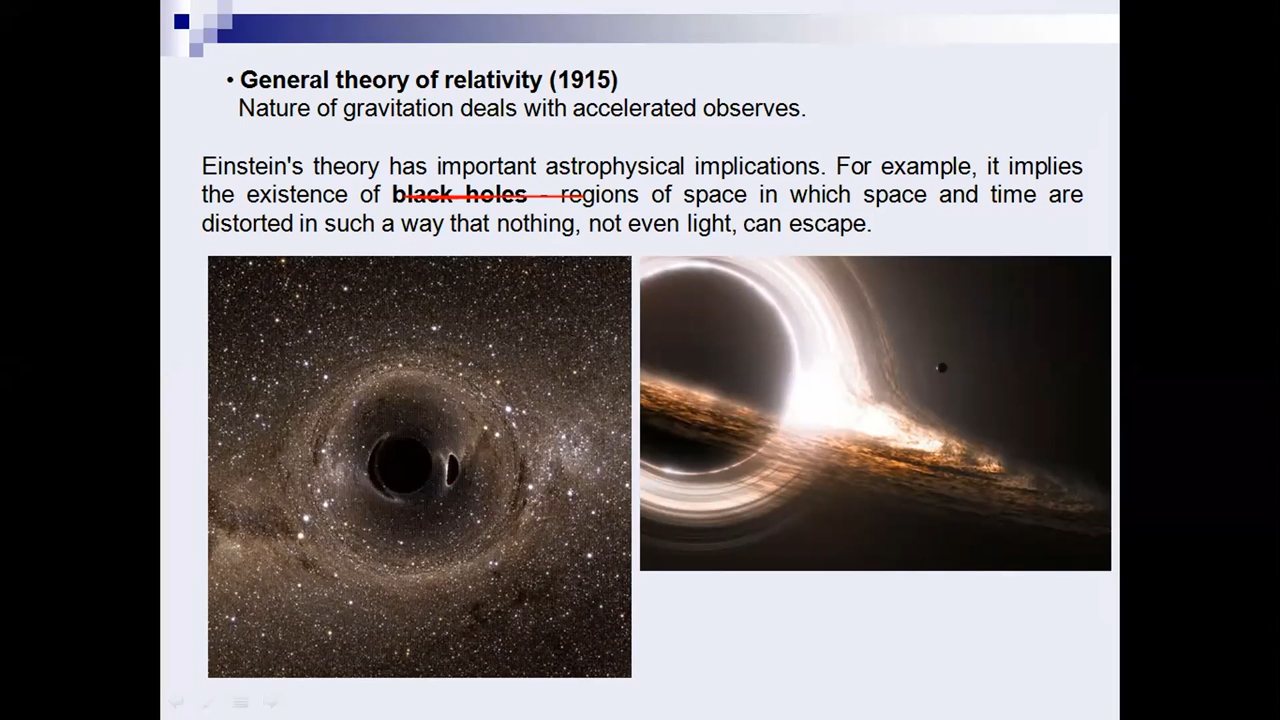 • General theory of relativity (1915)
Nature of gravitation deals with accelerated observes.
Einstein's theory has important astrophysical implications. For example, it implies
the existence of black holes - regions of space in which space and time are
distorted in such a way that nothing, not even light, can escape.